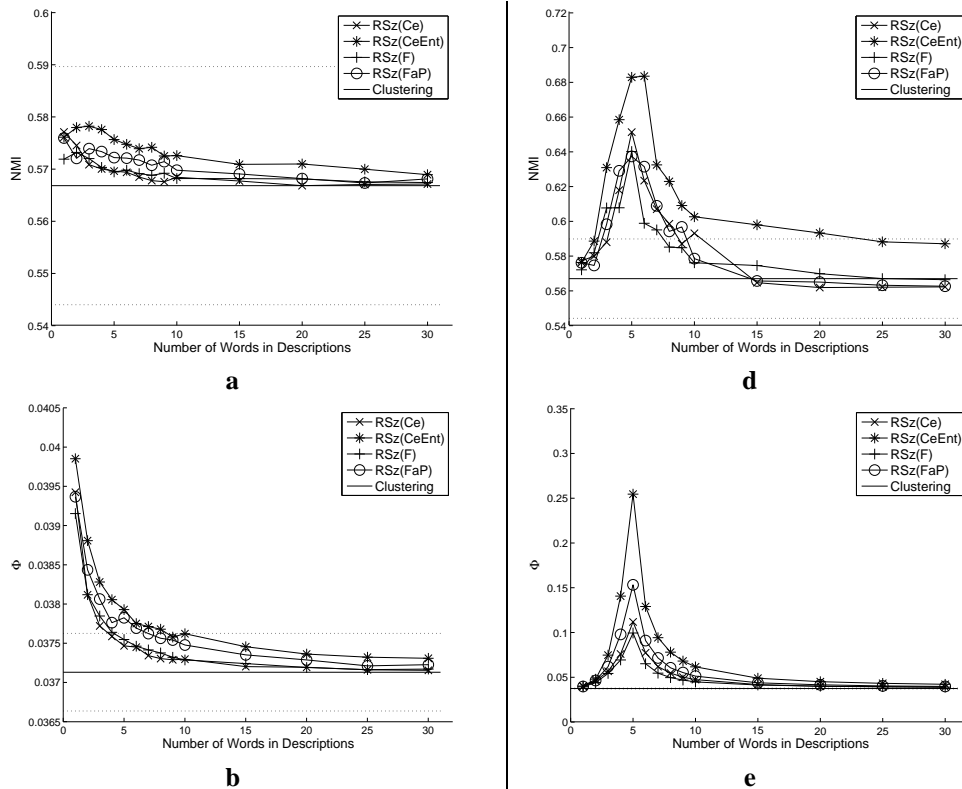 0.6
0.59
0.58
0.57
0.56
0.55
0.54
NMI
0 5 10 15 20 25 30
Number of Words in Descriptions
RSz(Ce)
RSz(CeEnt)
RSz(F)
RSz(FaP)
Clustering
a
0.0405
0.04
0.0395
0.039
0.0385
0.038
0.0375
0.037
0.0365
Φ
0 5 10 15 20 25 30
Number of Words in Descriptions
RSz(Ce)
RSz(CeEnt)
RSz(F)
RSz(FaP)
Clustering
b
0.72
0.7
0.68
0.66
0.64
0.62
0.6
0.58
0.56
0.54
NMI
0 5 10 15 20 25 30
Number of Words in Descriptions
RSz(Ce)
RSz(CeEnt)
RSz(F)
RSz(FaP)
Clustering
d
0.35
0.3
0.25
0.2
0.15
0.1
0.05
0
Φ
0 5 10 15 20 25 30
Number of Words in Descriptions
RSz(Ce)
RSz(CeEnt)
RSz(F)
RSz(FaP)
Clustering
e